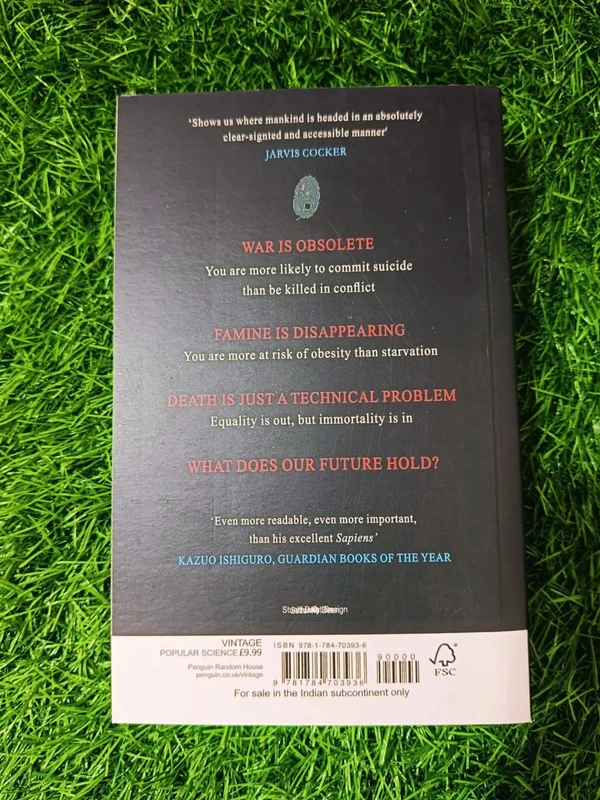 'Shows us where mankind is headed in an absolutely
clear-sighted and accessible manner'
JARVIS COCKER
WAR IS OBSOLETE
You are more likely to commit suicide
than be killed in conflict
FAMINE IS DISAPPEARING
You are more at risk of obesity than starvation
DEATH IS JUST A TECHNICAL PROBLEM
Equality is out, but immortality is in
WHAT DOES OUR FUTURE HOLD?
'Even more readable, even more important,
than his excellent Sapiens'
KAZUO ISHIGURO, GUARDIAN BOOKS OF THE YEAR
VINTAGE
POPULAR SCIENCE £9.99
Penguin Random House
penguin.co.uk/vintage
ISBN 978-1-784-70393-6
90000
9 781784 703936
FSC
For sale in the Indian subcontinent only